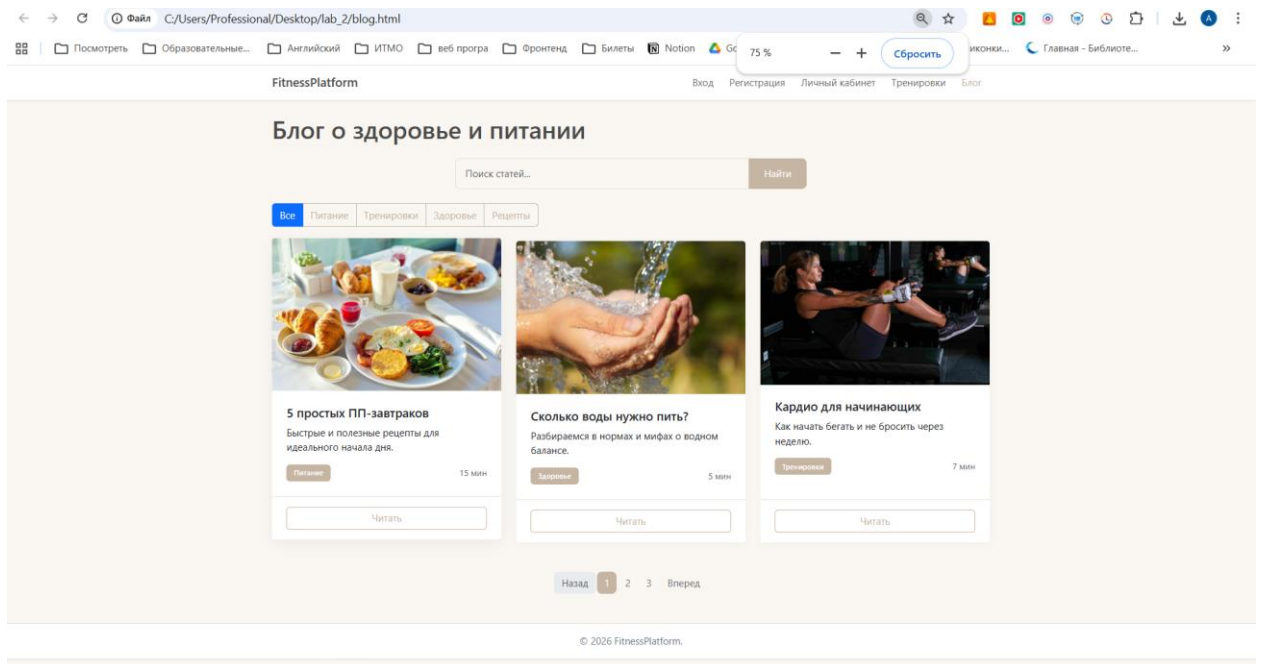 Файл C:/Users/Professional/Desktop/lab_2/blog.html
Посмотреть Образовательные... Английский ИТМО веб програ Фронтенд Билеты Notion Главная - Библиоте...
75 % − + Сбросить
FitnessPlatform Вход Регистрация Личный кабинет Тренировки Блог
Блог о здоровье и питании
Поиск статей... Найти
Все Питание Тренировки Здоровье Рецепты
5 простых ПП-завтраков
Быстрые и полезные рецепты для
идеального начала дня.
Питание 15 мин
Читать
Сколько воды нужно пить?
Разбираемся в нормах и мифах о водном
балансе.
Здоровье 5 мин
Читать
Кардио для начинающих
Как начать бегать и не бросить через
неделю.
Тренировки 7 мин
Читать
Назад 1 2 3 Вперед
© 2026 FitnessPlatform.